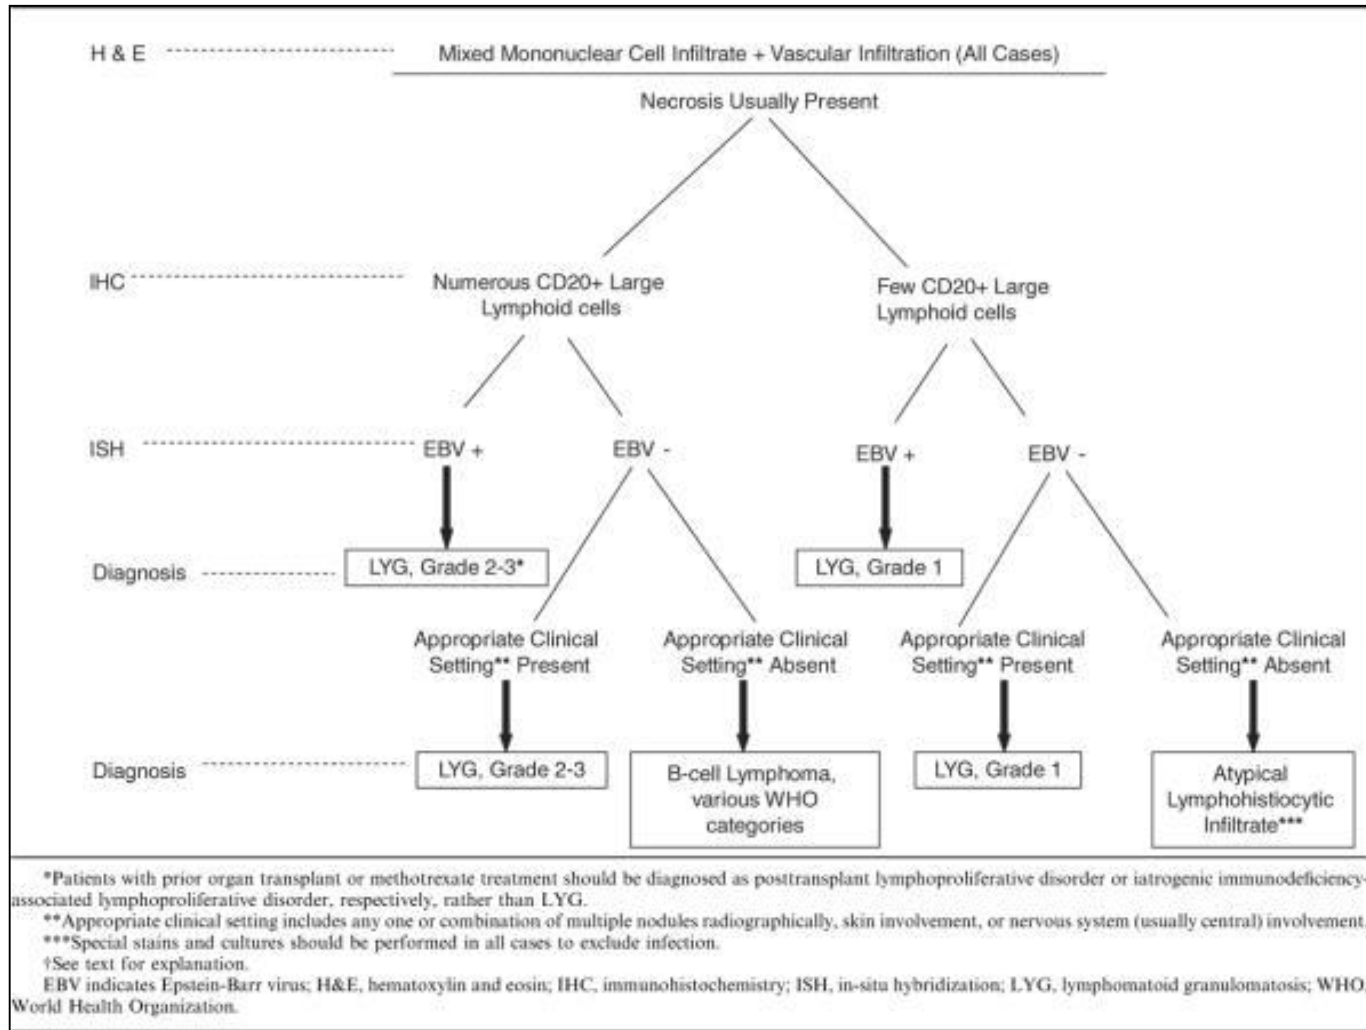 H & E
Mixed Mononuclear Cell Infiltrate + Vascular Infiltration (All Cases)
Necrosis Usually Present
IHC
Numerous CD20+ Large
Lymphoid cells
Few CD20+ Large
Lymphoid cells
ISH
EBV +
EBV -
EBV +
EBV -
Diagnosis
LYG, Grade 2-3*
LYG, Grade 1
Appropriate Clinical
Setting** Present
Appropriate Clinical
Setting** Absent
Appropriate Clinical
Setting** Present
Appropriate Clinical
Setting** Absent
Diagnosis
LYG, Grade 2-3
B-cell Lymphoma,
various WHO
categories
LYG, Grade 1
Atypical
Lymphohistiocytic
Infiltrate***
*Patients with prior organ transplant or methotrexate treatment should be diagnosed as posttransplant lymphoproliferative disorder or iatrogenic immunodeficiency-
associated lymphoproliferative disorder, respectively, rather than LYG.
**Appropriate clinical setting includes any one or combination of multiple nodules radiographically, skin involvement, or nervous system (usually central) involvement.
***Special stains and cultures should be performed in all cases to exclude infection.
†See text for explanation.
EBV indicates Epstein-Barr virus; H&E, hematoxylin and eosin; IHC, immunohistochemistry; ISH, in-situ hybridization; LYG, lymphomatoid granulomatosis; WHO,
World Health Organization.